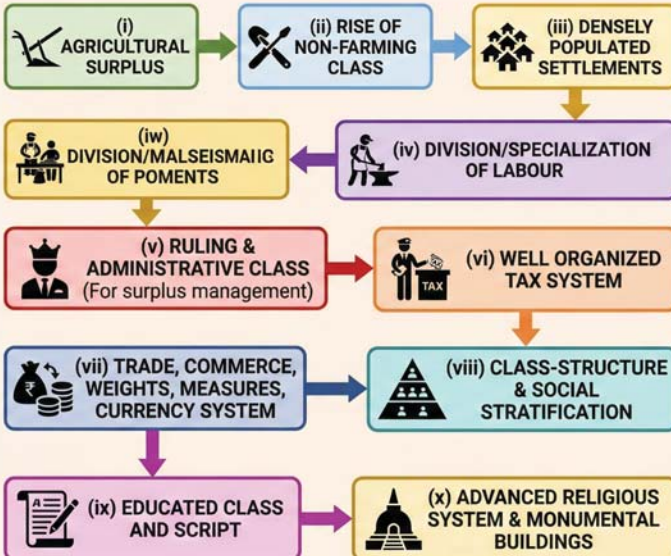 (i)
AGRICULTURAL
SURPLUS
(ii) RISE OF
NON-FARMING
CLASS
(iii) DENSELY
POPULATED
SETTLEMENTS
(iw)
DIVISION/MALSEISMAIIG
OF POMENTS
(iv) DIVISION/SPECIALIZATION
OF LABOUR
(v) RULING &
ADMINISTRATIVE CLASS
(For surplus management)
(vi) WELL ORGANIZED
TAX SYSTEM
TAX
(vii) TRADE, COMMERCE,
WEIGHTS, MEASURES,
CURRENCY SYSTEM
₹
(viii) CLASS-STRUCTURE
& SOCIAL
STRATIFICATION
A
(ix) EDUCATED CLASS
AND SCRIPT
(x) ADVANCED RELIGIOUS
SYSTEM & MONUMENTAL
BUILDINGS